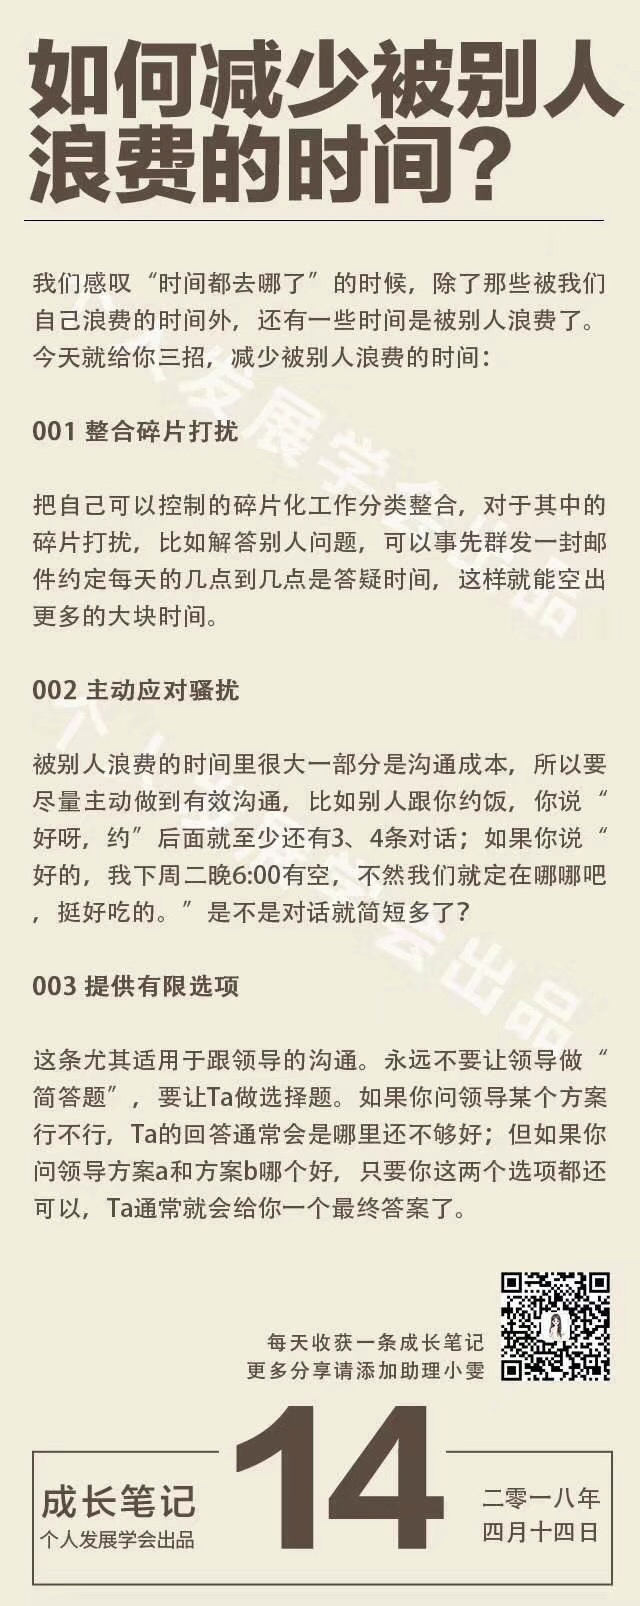 如何减少被别人
浪费的时间？
我们感叹“时间都去哪了”的时候，除了那些被我们
自己浪费的时间外，还有一些时间是被别人浪费了。
今天就给你三招，减少被别人浪费的时间：
001 整合碎片打扰
把自己可以控制的碎片化工作分类整合，对于其中的
碎片打扰，比如解答别人问题，可以事先群发一封邮
件约定每天的几点到几点是答疑时间，这样就能空出
更多的大块时间。
002 主动应对骚扰
被别人浪费的时间里很大一部分是沟通成本，所以要
尽量主动做到有效沟通，比如别人跟你约饭，你说“
好呀，约”后面就至少还有3、4条对话；如果你说“
好的，我下周二晚6:00有空，不然我们就定在哪哪吧
，挺好吃的。”是不是对话就简短多了？
003 提供有限选项
这条尤其适用于跟领导的沟通。永远不要让领导做“
简答题”，要让Ta做选择题。如果你问领导某个方案
行不行，Ta的回答通常会是哪里还不够好；但如果你
问领导方案a和方案b哪个好，只要你这两个选项都还
可以，Ta通常就会给你一个最终答案了。
每天收获一条成长笔记
更多分享请添加助理小雯
成长笔记
个人发展学会出品
14
二零一八年
四月十四日
个人发展学会出品
个人发展学会出品